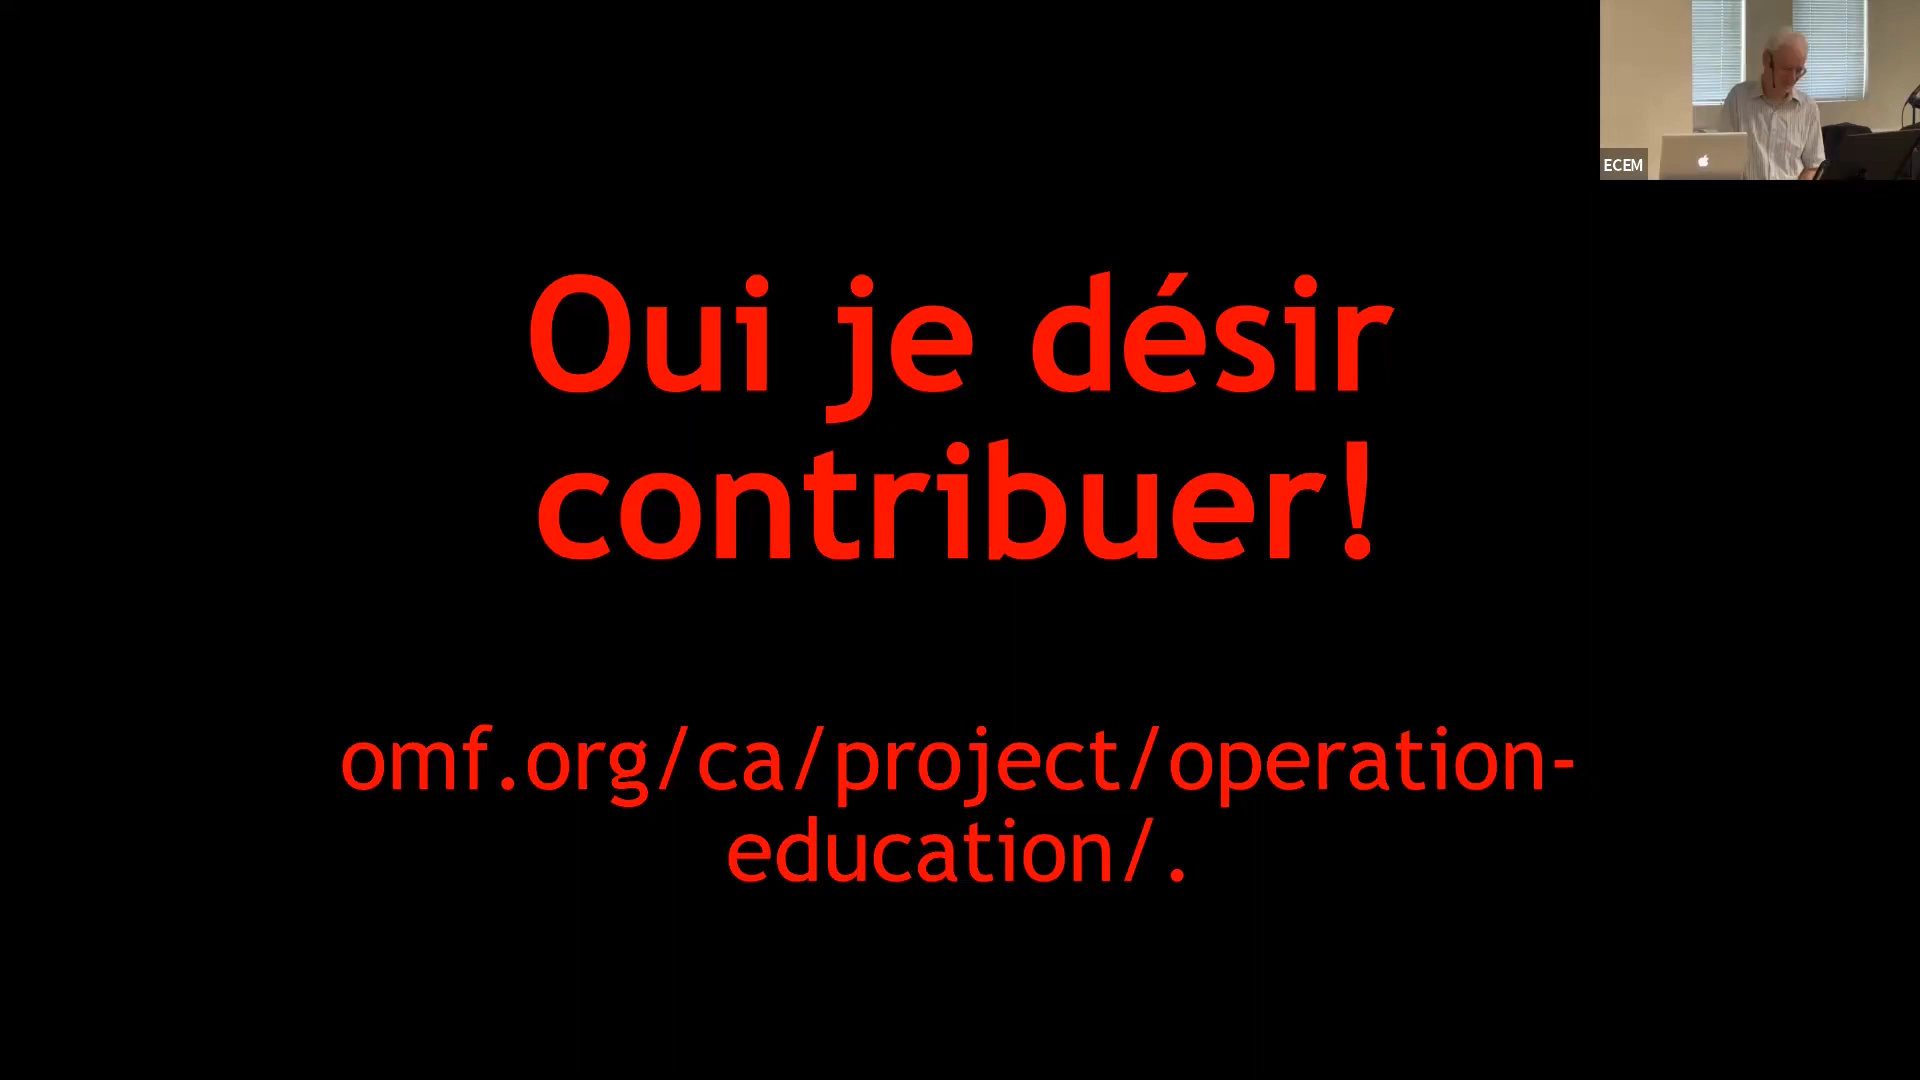 ECEM
Oui je désir
contribuer!
omf.org/ca/project/operation-
education/.